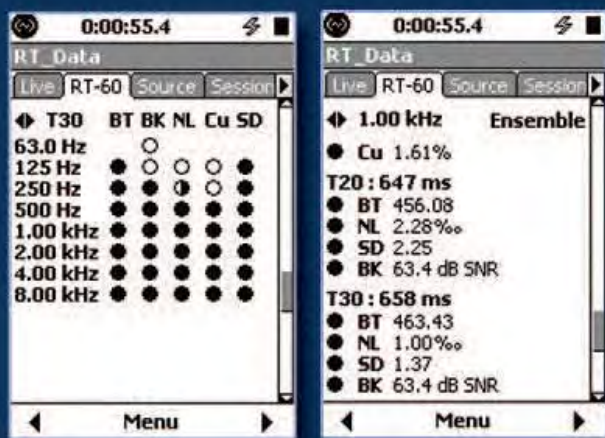 0:00:55.4
RT_Data
Live RT-60 Source Session
T30 BT BK NL Cu SD
63.0 Hz
125 Hz
250 Hz
500 Hz
1.00 kHz
2.00 kHz
4.00 kHz
8.00 kHz
Menu
0:00:55.4
RT_Data
Live RT-60 Source Session
1.00 kHz Ensemble
Cu 1.61%
T20 : 647 ms
BT 456.08
NL 2.28‰
SD 2.25
BK 63.4 dB SNR
T30 : 658 ms
BT 463.43
NL 1.00‰
SD 1.37
BK 63.4 dB SNR
Menu